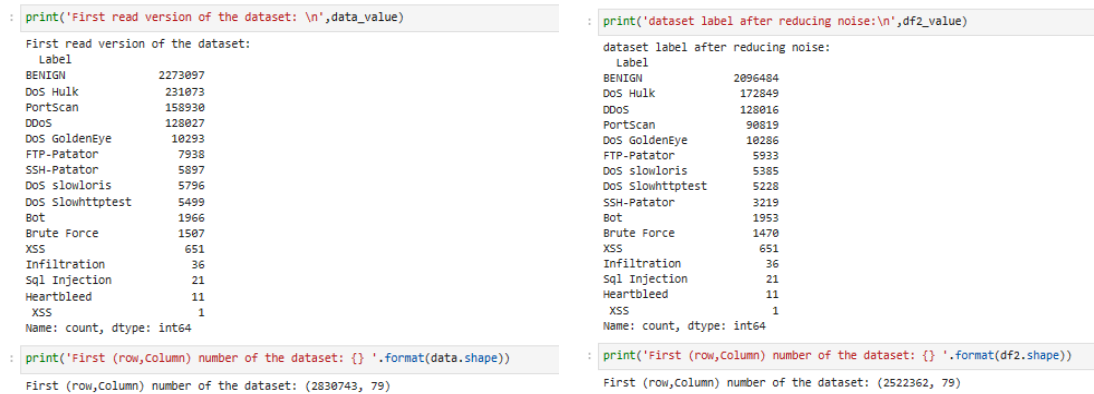 print('First read version of the dataset: \n',data_value)
First read version of the dataset:
Label
BENIGN 2273097
DoS Hulk 231073
PortScan 158930
DDoS 128027
DoS GoldenEye 10293
FTP-Patator 7938
SSH-Patator 5897
DoS slowloris 5796
DoS Slowhttptest 5499
Bot 1966
Brute Force 1507
XSS 651
Infiltration 36
Sql Injection 21
Heartbleed 11
XSS 1
Name: count, dtype: int64
print('First (row,Column) number of the dataset: {} '.format(data.shape))
First (row,Column) number of the dataset: (2830743, 79)
print('dataset label after reducing noise:\n',df2_value)
dataset label after reducing noise:
Label
BENIGN 2096484
DoS Hulk 172849
DDoS 128016
PortScan 90819
DoS GoldenEye 10286
FTP-Patator 5933
DoS slowloris 5385
DoS Slowhttptest 5228
SSH-Patator 3219
Bot 1953
Brute Force 1470
XSS 651
Infiltration 36
Sql Injection 21
Heartbleed 11
XSS 1
Name: count, dtype: int64
print('First (row,Column) number of the dataset: {} '.format(df2.shape))
First (row,Column) number of the dataset: (2522362, 79)